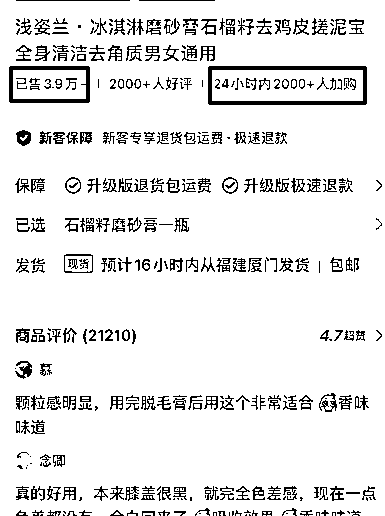 浅姿兰·冰淇淋磨砂膏石榴籽去鸡皮搓泥宝
全身清洁去角质男女通用
已售3.9万+ 2000+人好评 24小时内2000+人加购
新客保障 新客专享退货包运费·极速退款
保障 升级版退货包运费 升级版极速退款
已选 石榴籽磨砂膏一瓶
发货 现货 预计16小时内从福建厦门发货 | 包邮
商品评价 (21210) 4.7超赞
慕
颗粒感明显，用完脱毛膏后用这个非常适合 香味
味道
念卿
真的好用，本来膝盖很黑，就完全色差感，现在一点